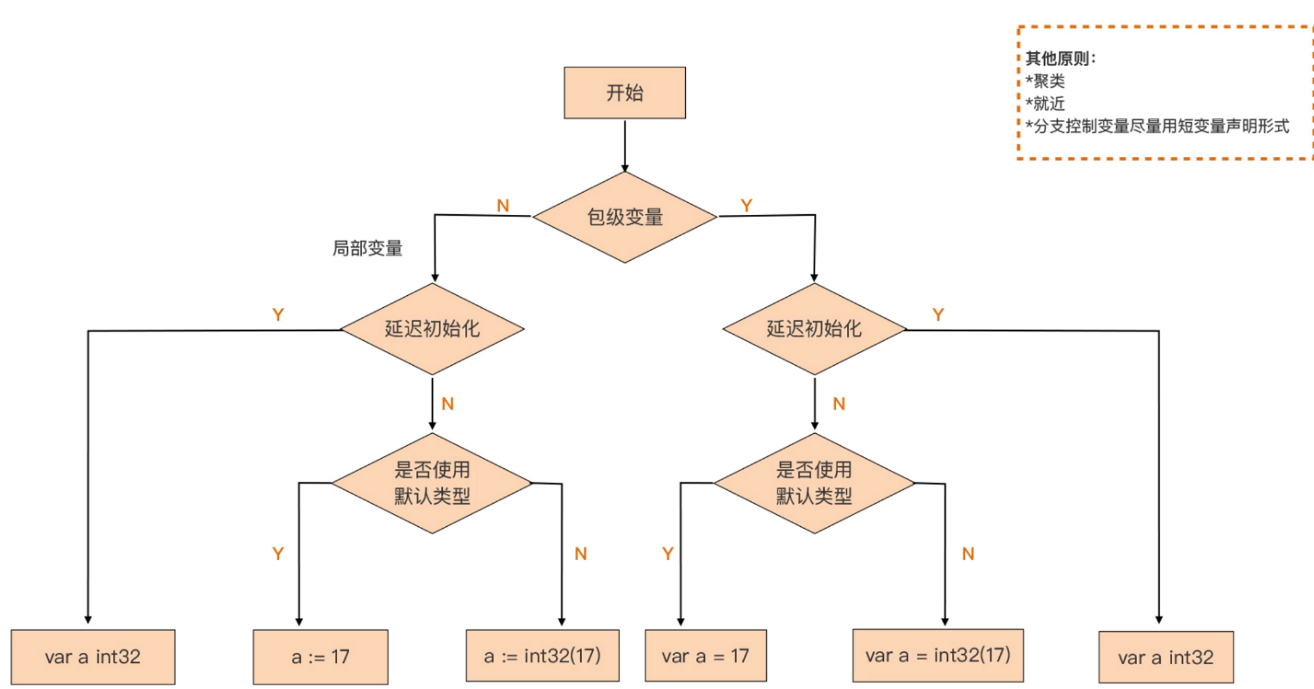 其他原则：
*聚类
*就近
*分支控制变量尽量用短变量声明形式
开始
包级变量
N
Y
局部变量
延迟初始化
延迟初始化
Y
Y
N
N
是否使用
默认类型
是否使用
默认类型
Y
N
Y
N
var a int32
a := 17
a := int32(17)
var a = 17
var a = int32(17)
var a int32